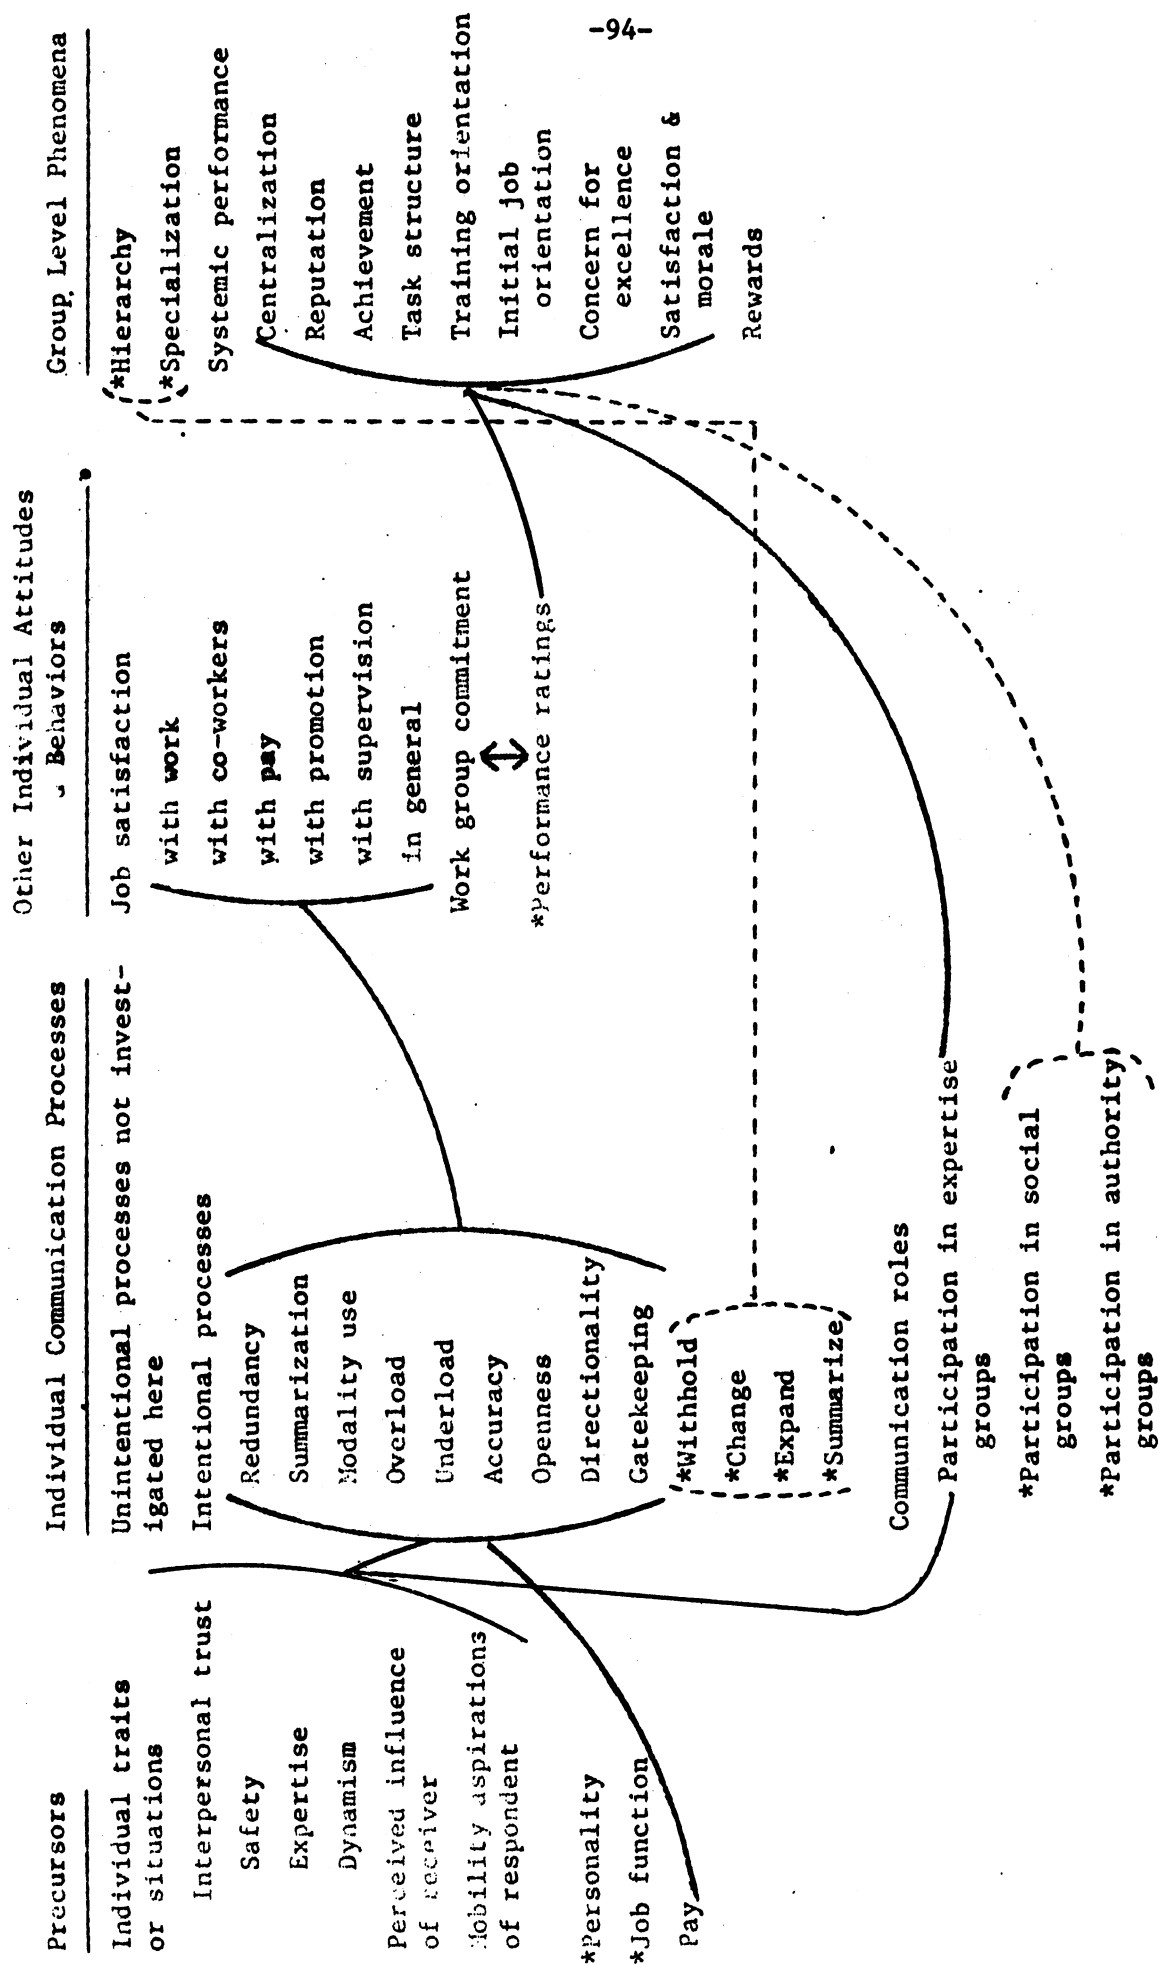 -94-
Precursors
Individual traits
or situations
Interpersonal trust
Safety
Expertise
Dynamism
Perceived influence
of receiver
Mobility aspirations
of respondent
*Personality
*Job function
Pay
Individual Communication Processes
Unintentional processes not invest-
igated here
Intentional processes
Redundancy
Summarization
Modality use
Overload
Underload
Accuracy
Openness
Directionality
Gatekeeping
*Withhold
*Change
*Expand
*Summarize
Communication roles
Participation in expertise
groups
*Participation in social
groups
*Participation in authority
groups
Other Individual Attitudes
Behaviors
Job satisfaction
with work
with co-workers
with pay
with promotion
with supervision
in general
Work group commitment
*Performance ratings
Group Level Phenomena
*Hierarchy
*Specialization
Systemic performance
Centralization
Reputation
Achievement
Task structure
Training orientation
Initial job
orientation
Concern for
excellence
Satisfaction &
morale
Rewards